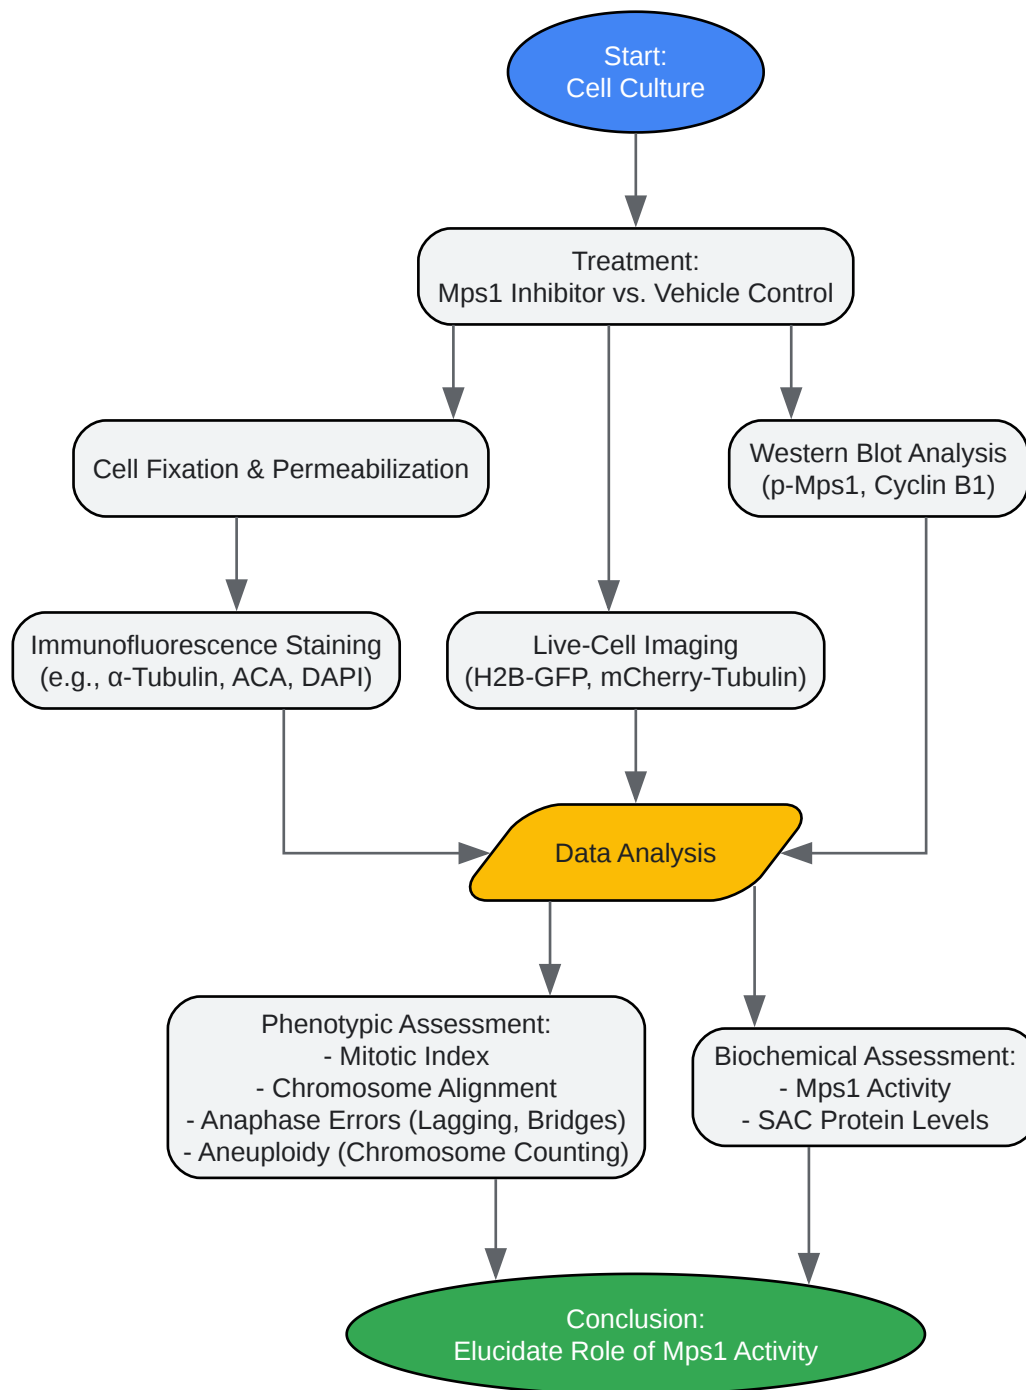 Start:
Cell Culture
Treatment:
Mps1 Inhibitor vs. Vehicle Control
Cell Fixation & Permeabilization
Western Blot Analysis
(p-Mps1, Cyclin B1)
Immunofluorescence Staining
(e.g., α-Tubulin, ACA, DAPI)
Live-Cell Imaging
(H2B-GFP, mCherry-Tubulin)
Data Analysis
Phenotypic Assessment:
- Mitotic Index
- Chromosome Alignment
- Anaphase Errors (Lagging, Bridges)
- Aneuploidy (Chromosome Counting)
Biochemical Assessment:
- Mps1 Activity
- SAC Protein Levels
Conclusion:
Elucidate Role of Mps1 Activity